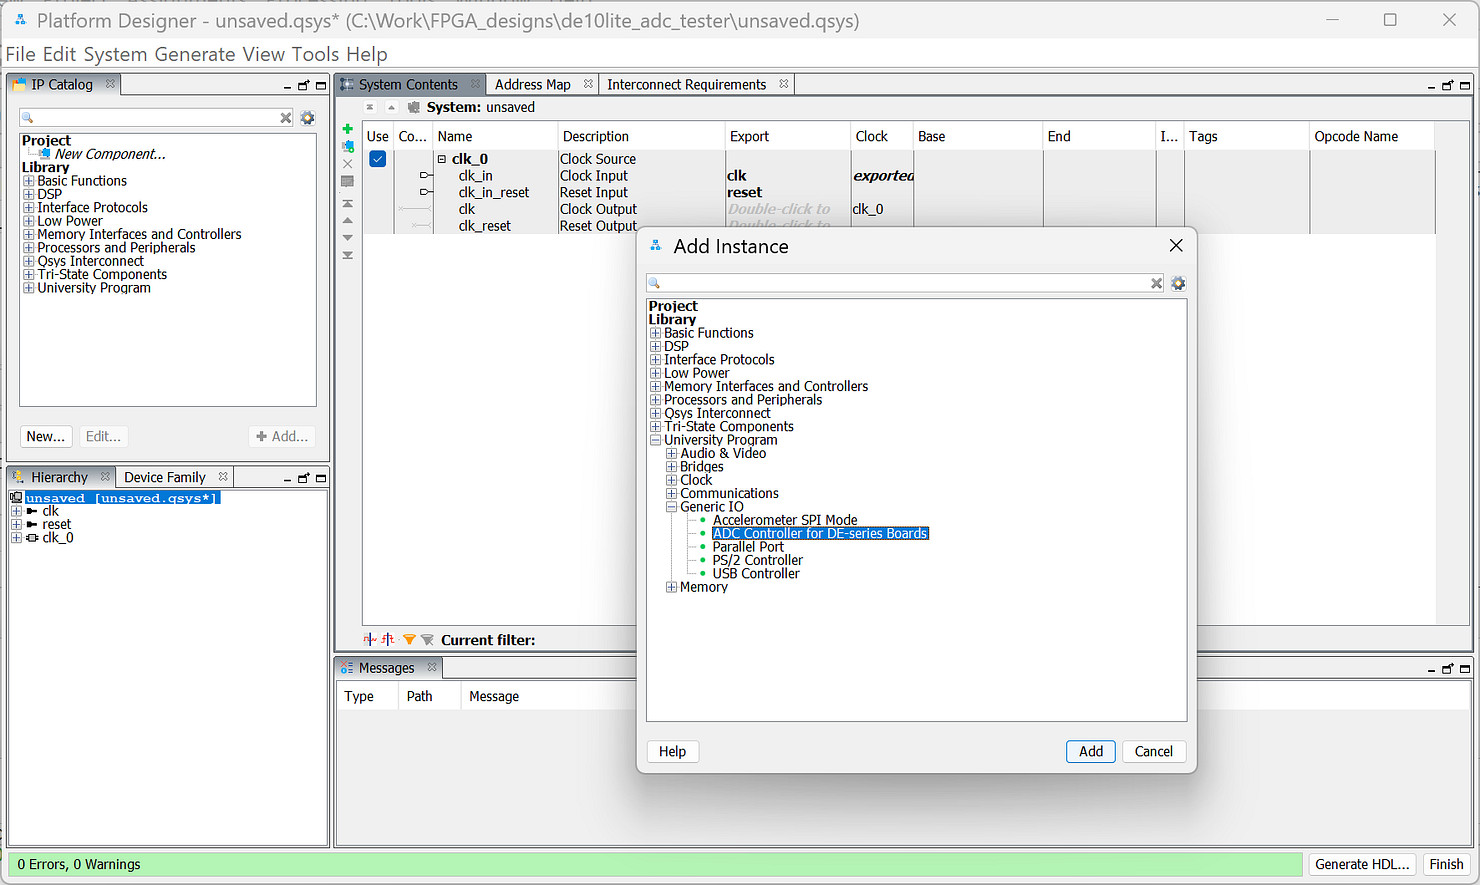 Platform Designer - unsaved.qsys* (C:\Work\FPGA_designs\de10lite_adc_tester\unsaved.qsys)
File Edit System Generate View Tools Help
IP Catalog
Project
New Component...
Library
Basic Functions
DSP
Interface Protocols
Low Power
Memory Interfaces and Controllers
Processors and Peripherals
Qsys Interconnect
Tri-State Components
University Program
New... Edit... Add...
Hierarchy Device Family
unsaved [unsaved.qsys*]
clk
reset
clk_0
System Contents Address Map Interconnect Requirements
System: unsaved
Use Co... Name Description Export Clock Base End I... Tags Opcode Name
clk_0 Clock Source
clk_in Clock Input clk exported
clk_in_reset Reset Input reset
clk Clock Output Double-click to clk_0
clk_reset Reset Output Double-click to
Current filter:
Messages
Type Path Message
Add Instance
Project
Library
Basic Functions
DSP
Interface Protocols
Low Power
Memory Interfaces and Controllers
Processors and Peripherals
Qsys Interconnect
Tri-State Components
University Program
Audio & Video
Bridges
Clock
Communications
Generic IO
Accelerometer SPI Mode
ADC Controller for DE-series Boards
Parallel Port
PS/2 Controller
USB Controller
Memory
Help Add Cancel
0 Errors, 0 Warnings
Generate HDL... Finish